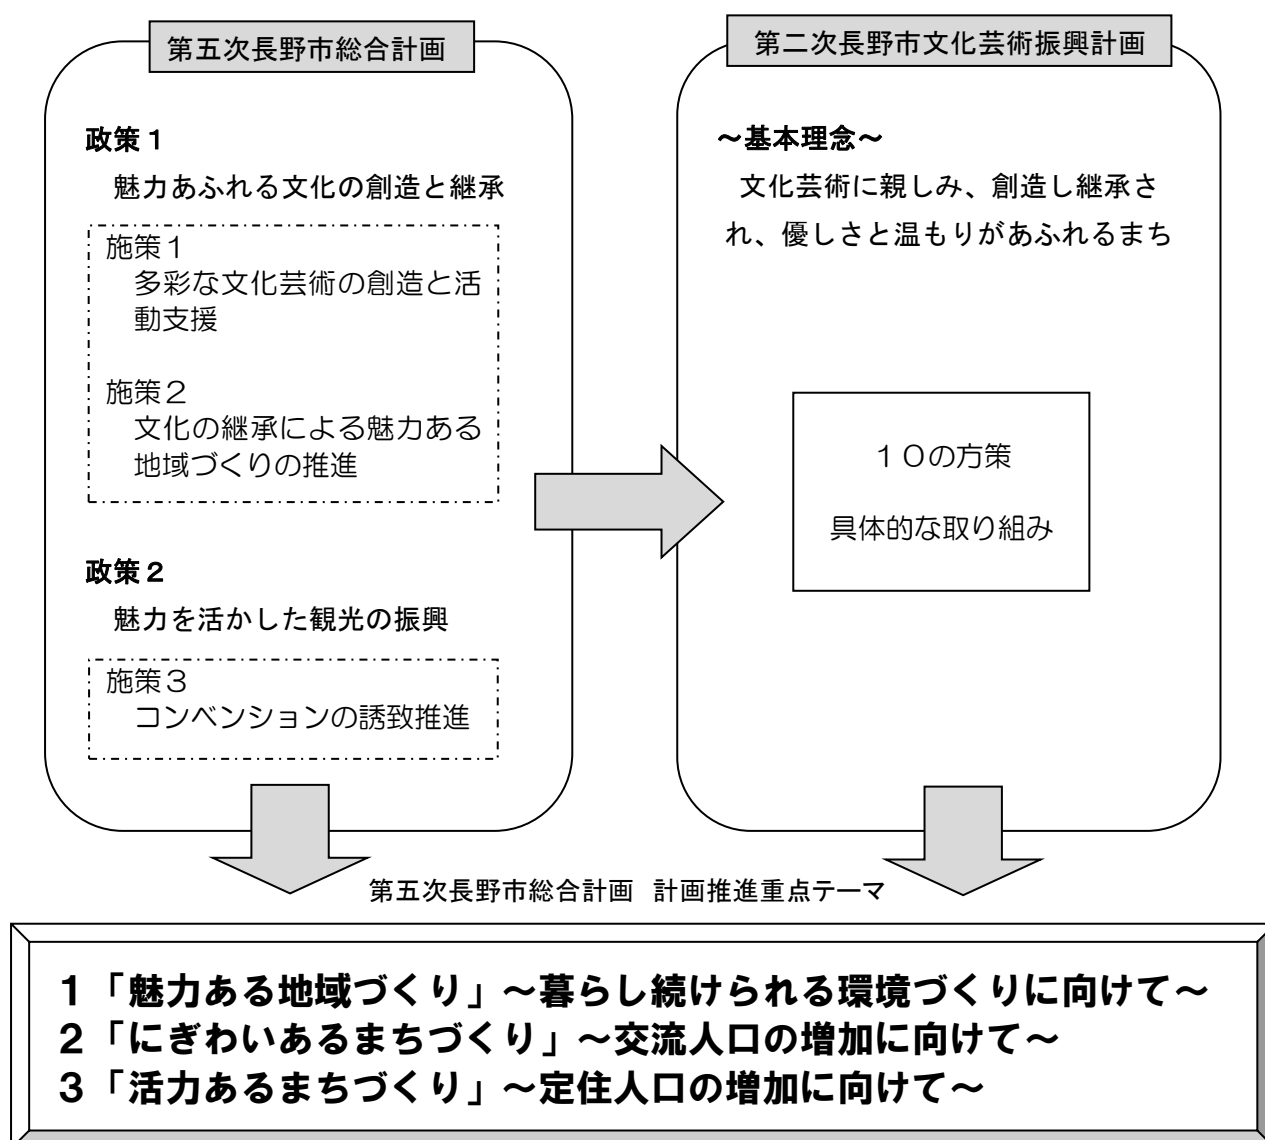 第五次長野市総合計画
政策１
魅力あふれる文化の創造と継承
施策１
多彩な文化芸術の創造と活
動支援
施策２
文化の継承による魅力ある
地域づくりの推進
政策２
魅力を活かした観光の振興
施策３
コンベンションの誘致推進
第二次長野市文化芸術振興計画
～基本理念～
文化芸術に親しみ、創造し継承さ
れ、優しさと温もりがあふれるまち
１０の方策
具体的な取り組み
第五次長野市総合計画　計画推進重点テーマ
１「魅力ある地域づくり」～暮らし続けられる環境づくりに向けて～
２「にぎわいあるまちづくり」～交流人口の増加に向けて～
３「活力あるまちづくり」～定住人口の増加に向けて～